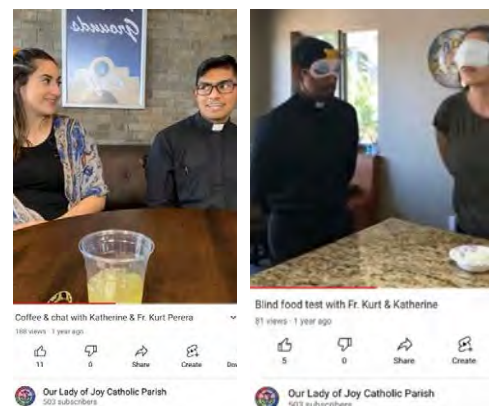 Grounds
Coffee & chat with Katherine & Fr. Kurt Perera
168 views · 1 year ago
11
0
Share
Create
Our Lady of Joy Catholic Parish
503 subscribers
Blind food test with Fr. Kurt & Katherine
81 views · 1 year ago
5
0
Share
Create
Our Lady of Joy Catholic Parish
503 subscribers